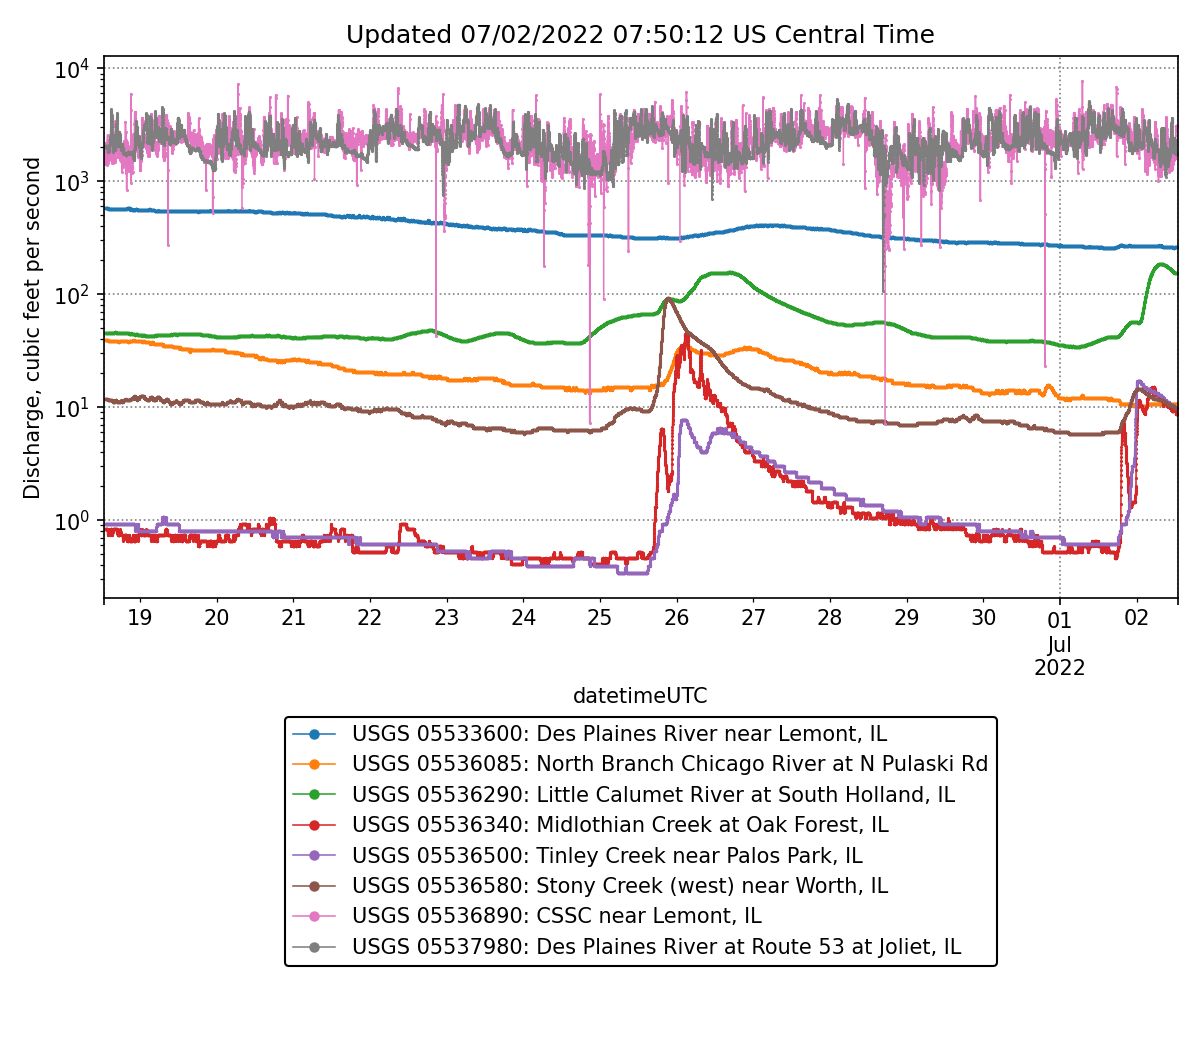 Updated 07/02/2022 07:50:12 US Central Time
Discharge, cubic feet per second
10^4
10^3
10^2
10^1
10^0
19 20 21 22 23 24 25 26 27 28 29 30 01 02
Jul
2022
datetimeUTC
USGS 05533600: Des Plaines River near Lemont, IL
USGS 05536085: North Branch Chicago River at N Pulaski Rd
USGS 05536290: Little Calumet River at South Holland, IL
USGS 05536340: Midlothian Creek at Oak Forest, IL
USGS 05536500: Tinley Creek near Palos Park, IL
USGS 05536580: Stony Creek (west) near Worth, IL
USGS 05536890: CSSC near Lemont, IL
USGS 05537980: Des Plaines River at Route 53 at Joliet, IL